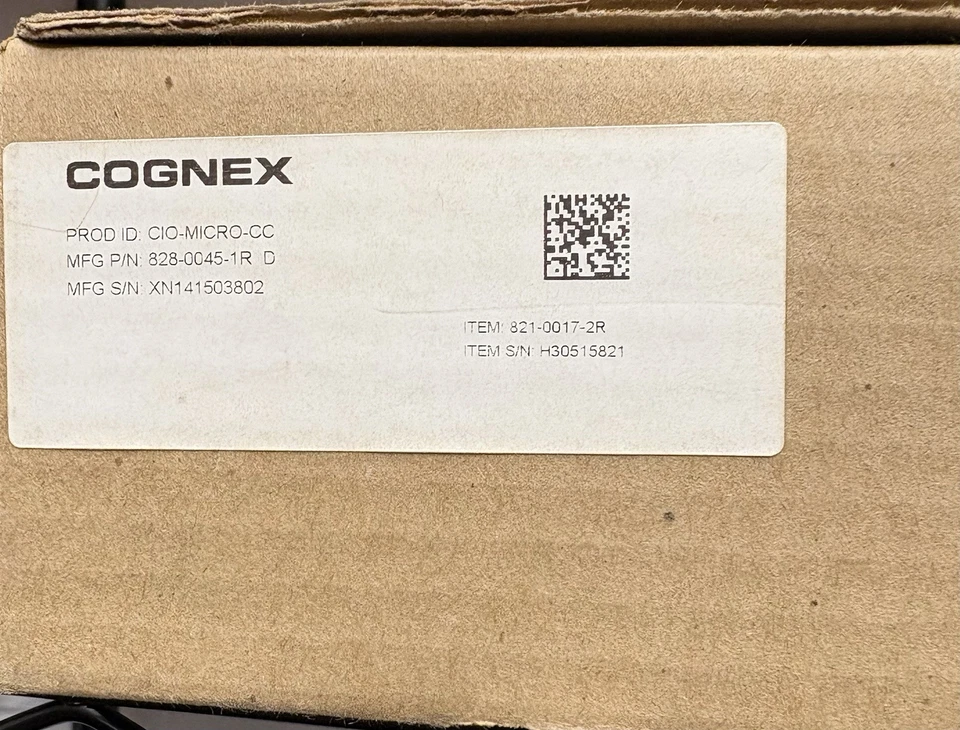 COGNEX
PROD ID: CIO-MICRO-CC
MFG P/N: 828-0045-1R D
MFG S/N: XN141503802
ITEM: 821-0017-2R
ITEM S/N: H30515821